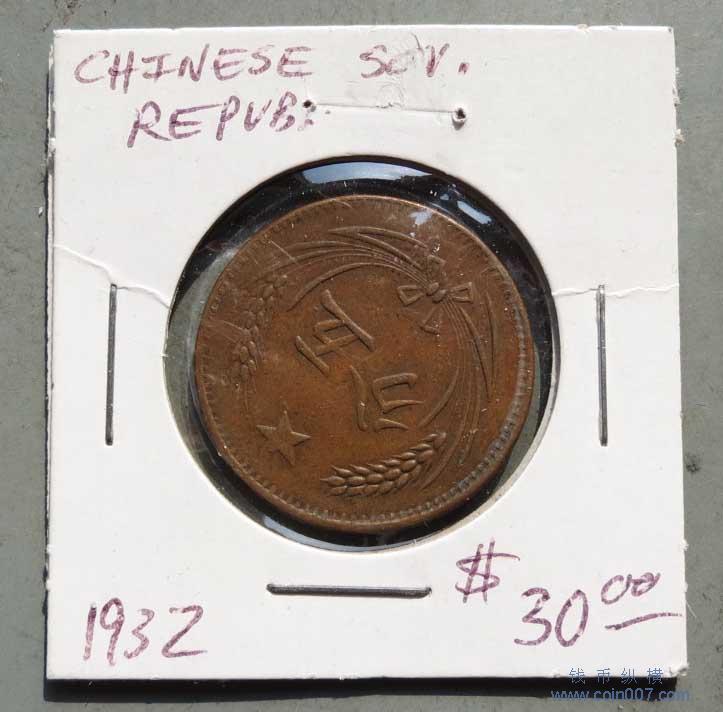 CHINESE SOV.
REPUB
五
分
1932
$30.00
钱币纵横
www.coin007.com